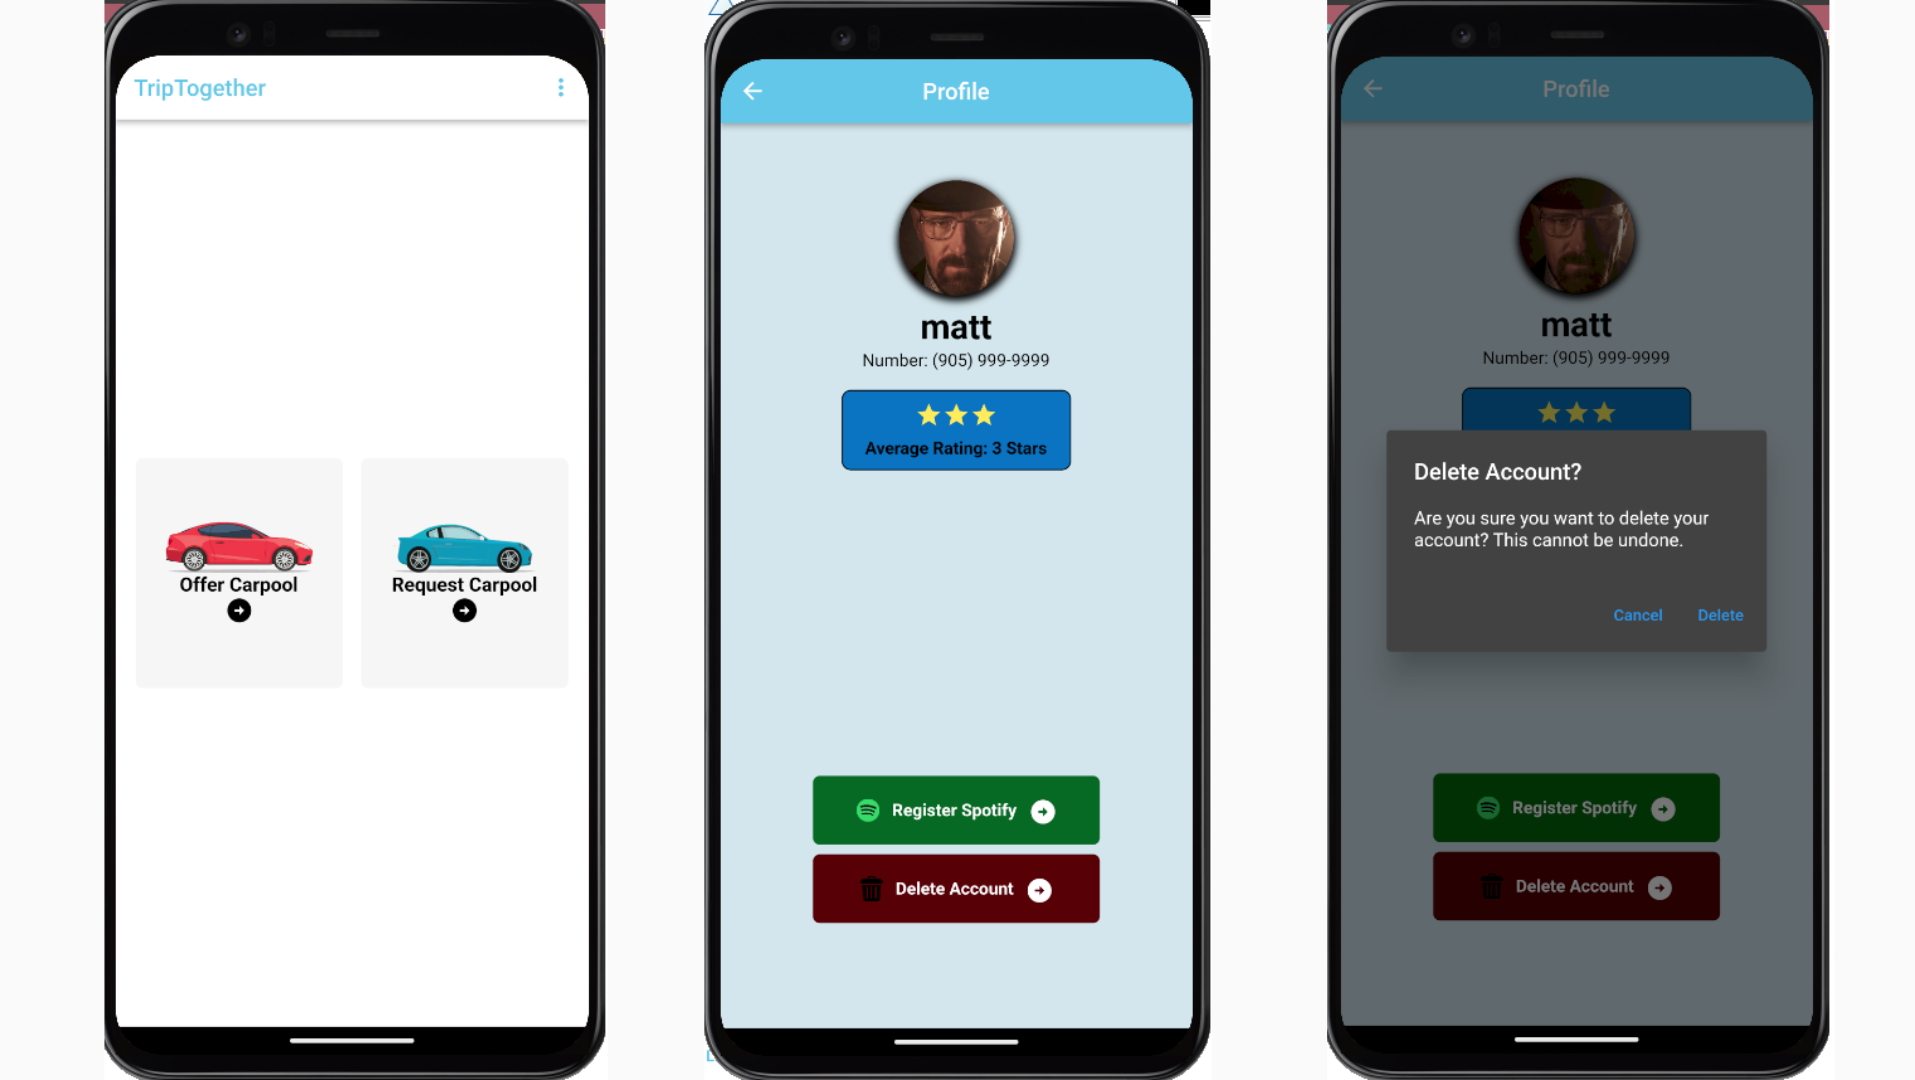 TripTogether
Offer Carpool
Request Carpool
Profile
matt
Number: (905) 999-9999
Average Rating: 3 Stars
Register Spotify
Delete Account
Profile
matt
Number: (905) 999-9999
Delete Account?
Are you sure you want to delete your
account? This cannot be undone.
Cancel
Delete
Register Spotify
Delete Account